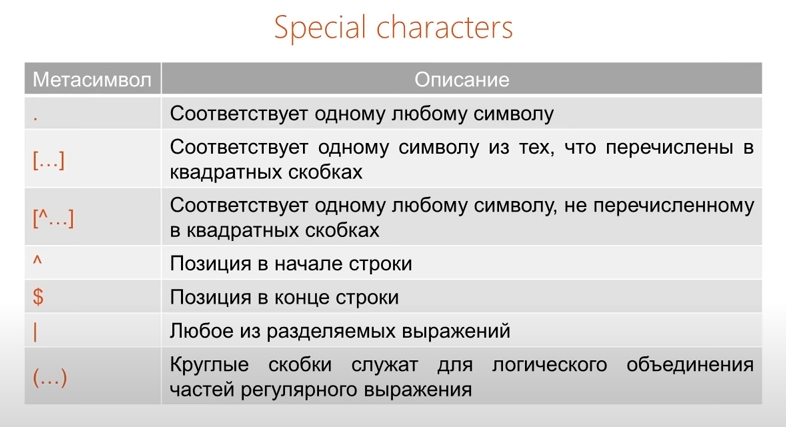 Special characters
Метасимвол Описание
. Соответствует одному любому символу
[…] Соответствует одному символу из тех, что перечислены в
квадратных скобках
[^…] Соответствует одному любому символу, не перечисленному
в квадратных скобках
^ Позиция в начале строки
$ Позиция в конце строки
| Любое из разделяемых выражений
(…) Круглые скобки служат для логического объединения
частей регулярного выражения